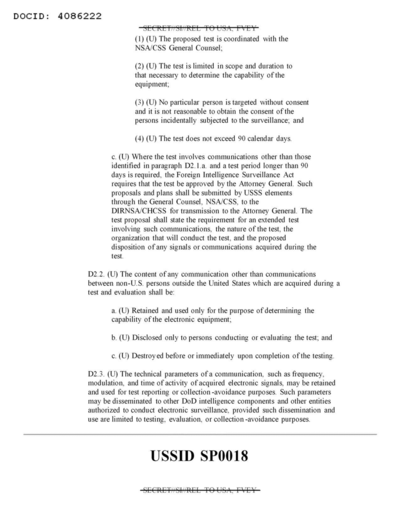 DOCID: 4086222
SECRET//SI//REL TO USA, FVEY
(1) (U) The proposed test is coordinated with the
NSA/CSS General Counsel;
(2) (U) The test is limited in scope and duration to
that necessary to determine the capability of the
equipment;
(3) (U) No particular person is targeted without consent
and it is not reasonable to obtain the consent of the
persons incidentally subjected to the surveillance; and
(4) (U) The test does not exceed 90 calendar days.
c. (U) Where the test involves communications other than those
identified in paragraph D2.1.a. and a test period longer than 90
days is required, the Foreign Intelligence Surveillance Act
requires that the test be approved by the Attorney General. Such
proposals and plans shall be submitted by USSS elements
through the General Counsel, NSA/CSS, to the
DIRNSA/CHCSS for transmission to the Attorney General. The
test proposal shall state the requirement for an extended test
involving such communications, the nature of the test, the
organization that will conduct the test, and the proposed
disposition of any signals or communications acquired during the
test.
D2.2. (U) The content of any communication other than communications
between non-U.S. persons outside the United States which are acquired during a
test and evaluation shall be:
a. (U) Retained and used only for the purpose of determining the
capability of the electronic equipment;
b. (U) Disclosed only to persons conducting or evaluating the test; and
c. (U) Destroyed before or immediately upon completion of the testing.
D2.3. (U) The technical parameters of a communication, such as frequency,
modulation, and time of activity of acquired electronic signals, may be retained
and used for test reporting or collection-avoidance purposes. Such parameters
may be disseminated to other DoD intelligence components and other entities
authorized to conduct electronic surveillance, provided such dissemination and
use are limited to testing, evaluation, or collection-avoidance purposes.
USSID SP0018
SECRET//SI//REL TO USA, FVEY